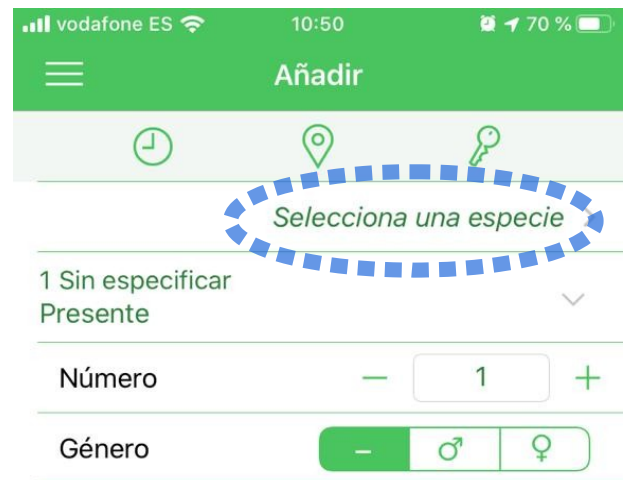 vodafone ES 10:50 70 %
Añadir
Selecciona una especie
1 Sin especificar
Presente
Número − 1 +
Género – ♂ ♀